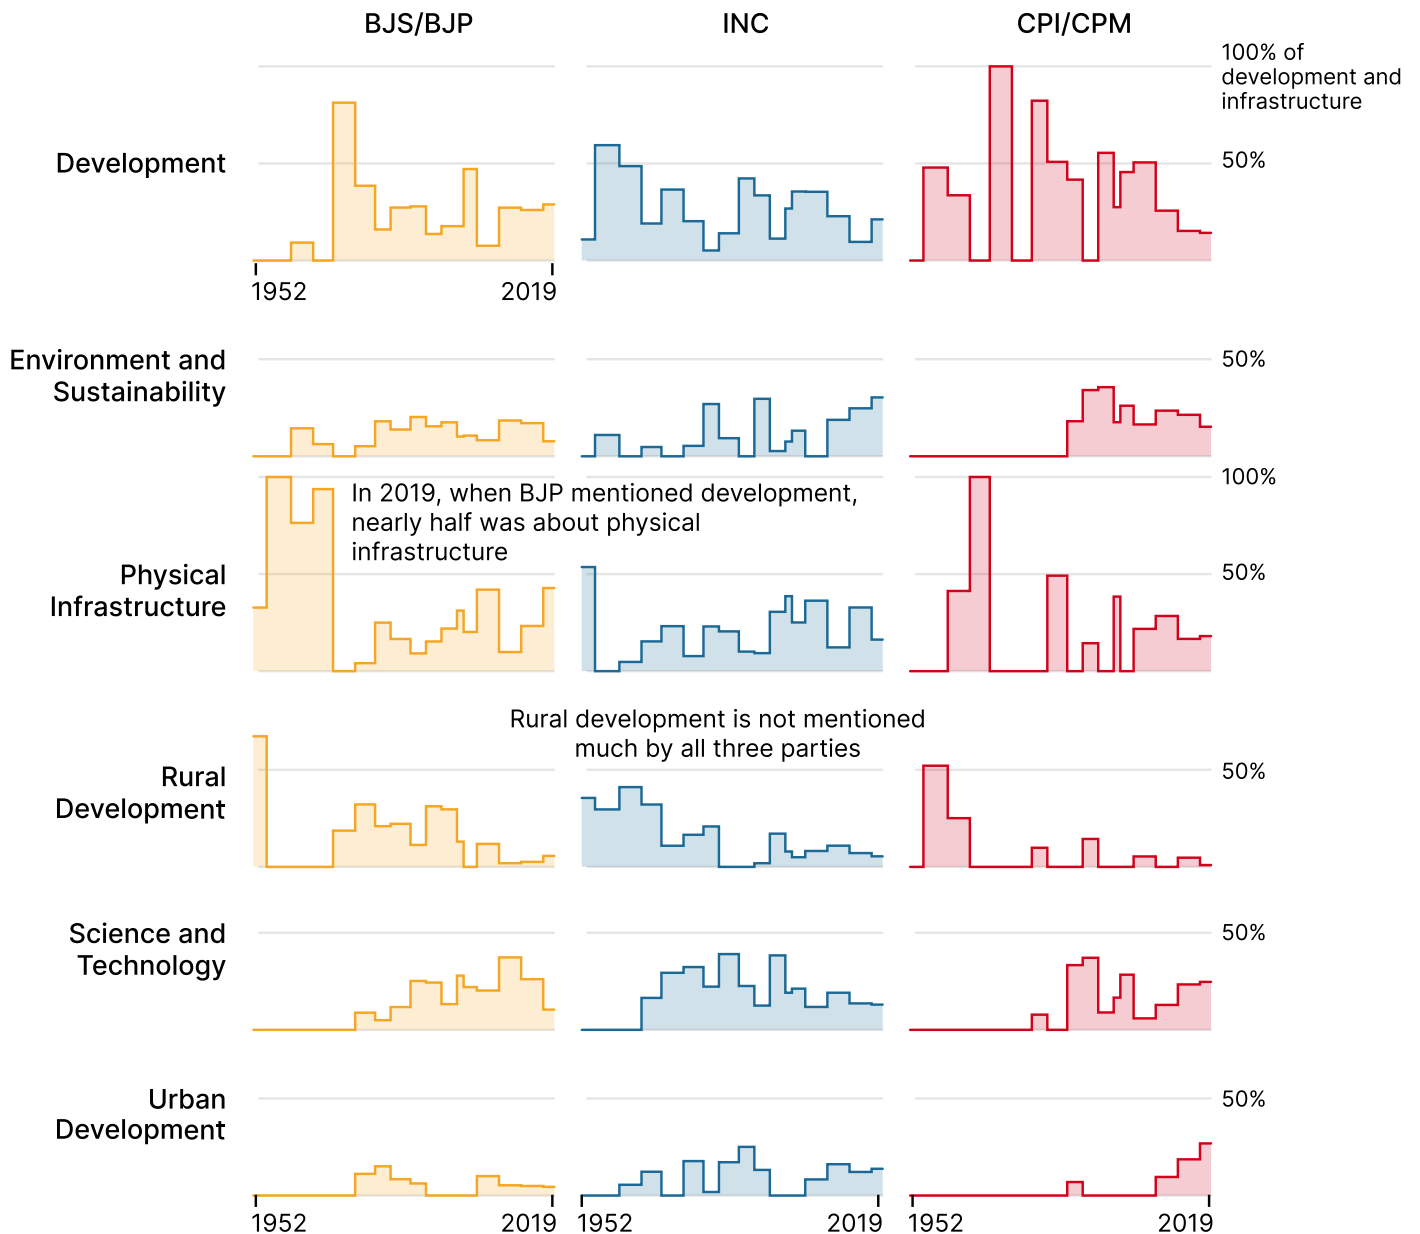 BJS/BJP
INC
CPI/CPM
100% of
development and
infrastructure
Development
50%
1952
2019
Environment and
Sustainability
50%
100%
In 2019, when BJP mentioned development,
nearly half was about physical
infrastructure
Physical
Infrastructure
50%
Rural development is not mentioned
much by all three parties
Rural
Development
50%
Science and
Technology
50%
Urban
Development
50%
1952
2019
1952
2019
1952
2019